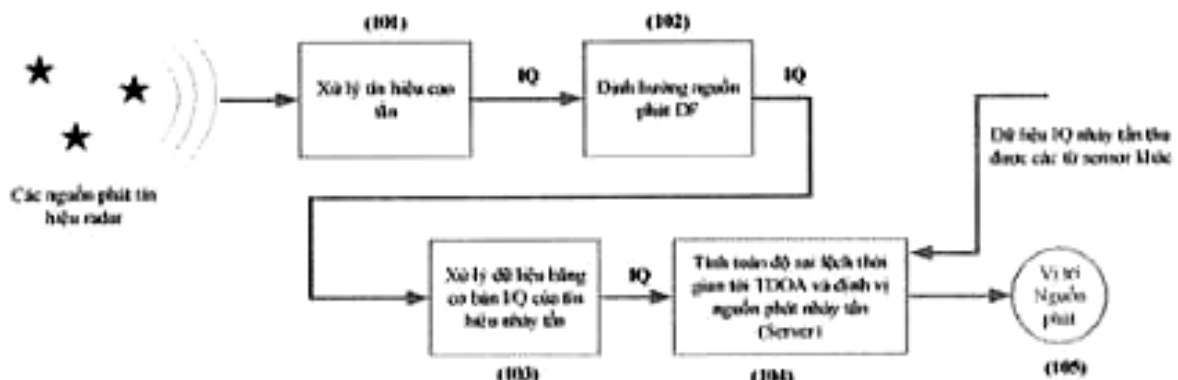 (101)
(102)
Xử lý tín hiệu cao
tần
IQ
Định hướng nguồn
phát DF
IQ
Dữ liệu IQ nhảy tần thu
được các từ sensor khác
Các nguồn phát tín
hiệu radar
Xử lý dữ liệu băng
cơ bản I/Q của tín
hiệu nhảy tần
IQ
Tính toán độ sai lệch thời
gian tới TDOA và định vị
nguồn phát nhảy tần
(Server)
Vị trí
Nguồn
phát
(103)
(104)
(105)